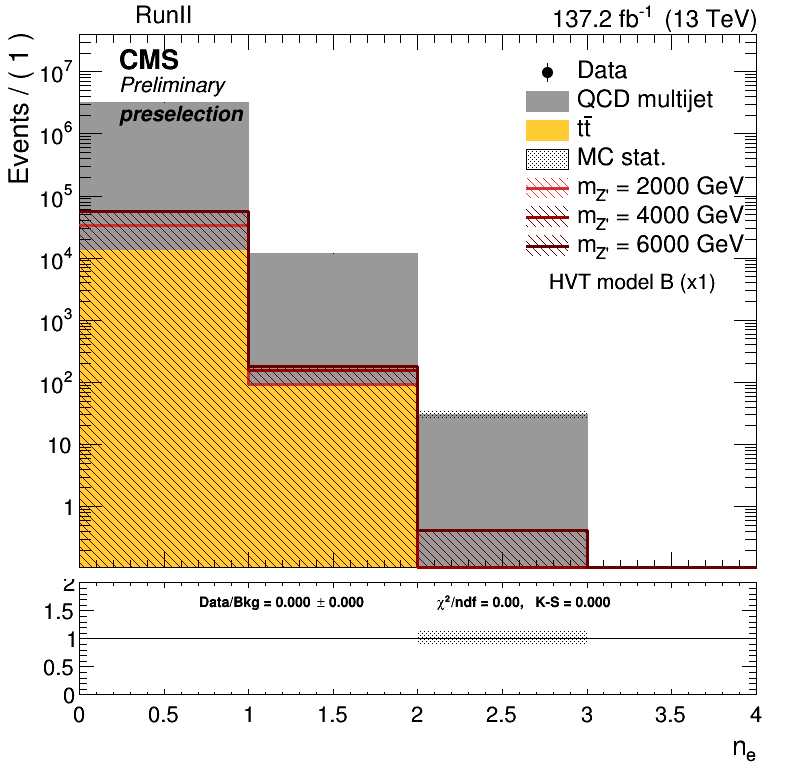 RunII 137.2 fb⁻¹ (13 TeV)
Events / ( 1 )
CMS
Preliminary
preselection
Data
QCD multijet
tt̄
MC stat.
m_Z' = 2000 GeV
m_Z' = 4000 GeV
m_Z' = 6000 GeV
HVT model B (x1)
10⁷
10⁶
10⁵
10⁴
10³
10²
10
1
Data/Bkg = 0.000 ± 0.000 χ²/ndf = 0.00, K-S = 0.000
2
1.5
1
0.5
0
0 0.5 1 1.5 2 2.5 3 3.5 4
n_e